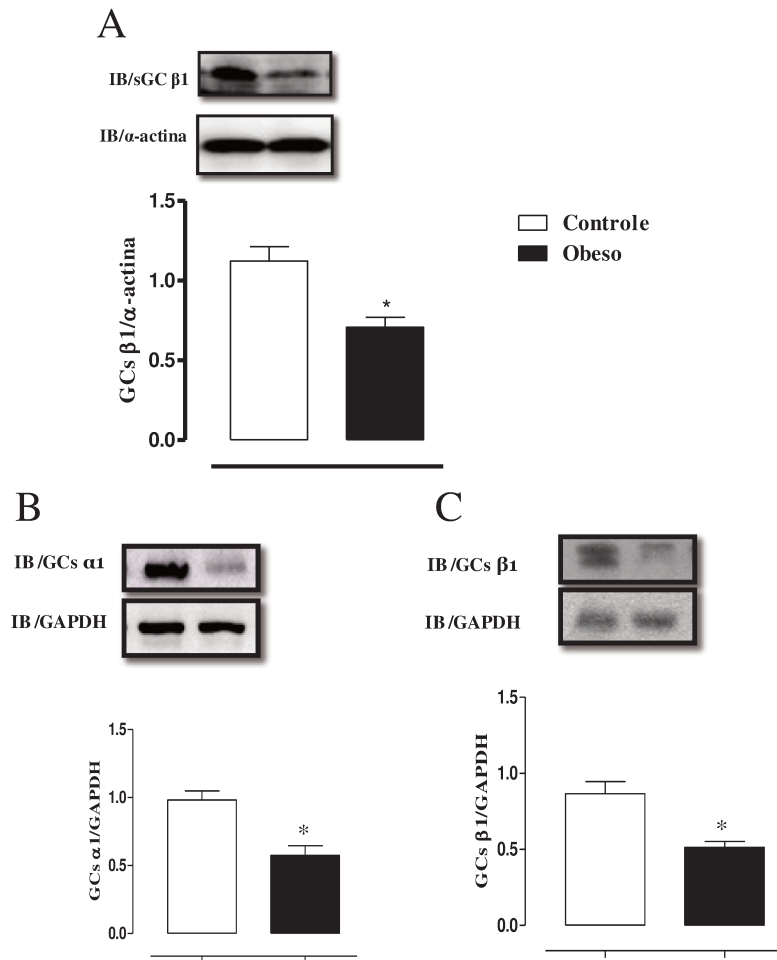 A
IB/sGC β1
IB/α-actina
1.5
1.0
0.5
0.0
GCs β1/α-actina
*
Controle
Obeso
B
IB/GCs α1
IB/GAPDH
1.5
1.0
0.5
0.0
GCs α1/GAPDH
*
C
IB/GCs β1
IB/GAPDH
1.5
1.0
0.5
0.0
GCs β1/GAPDH
*